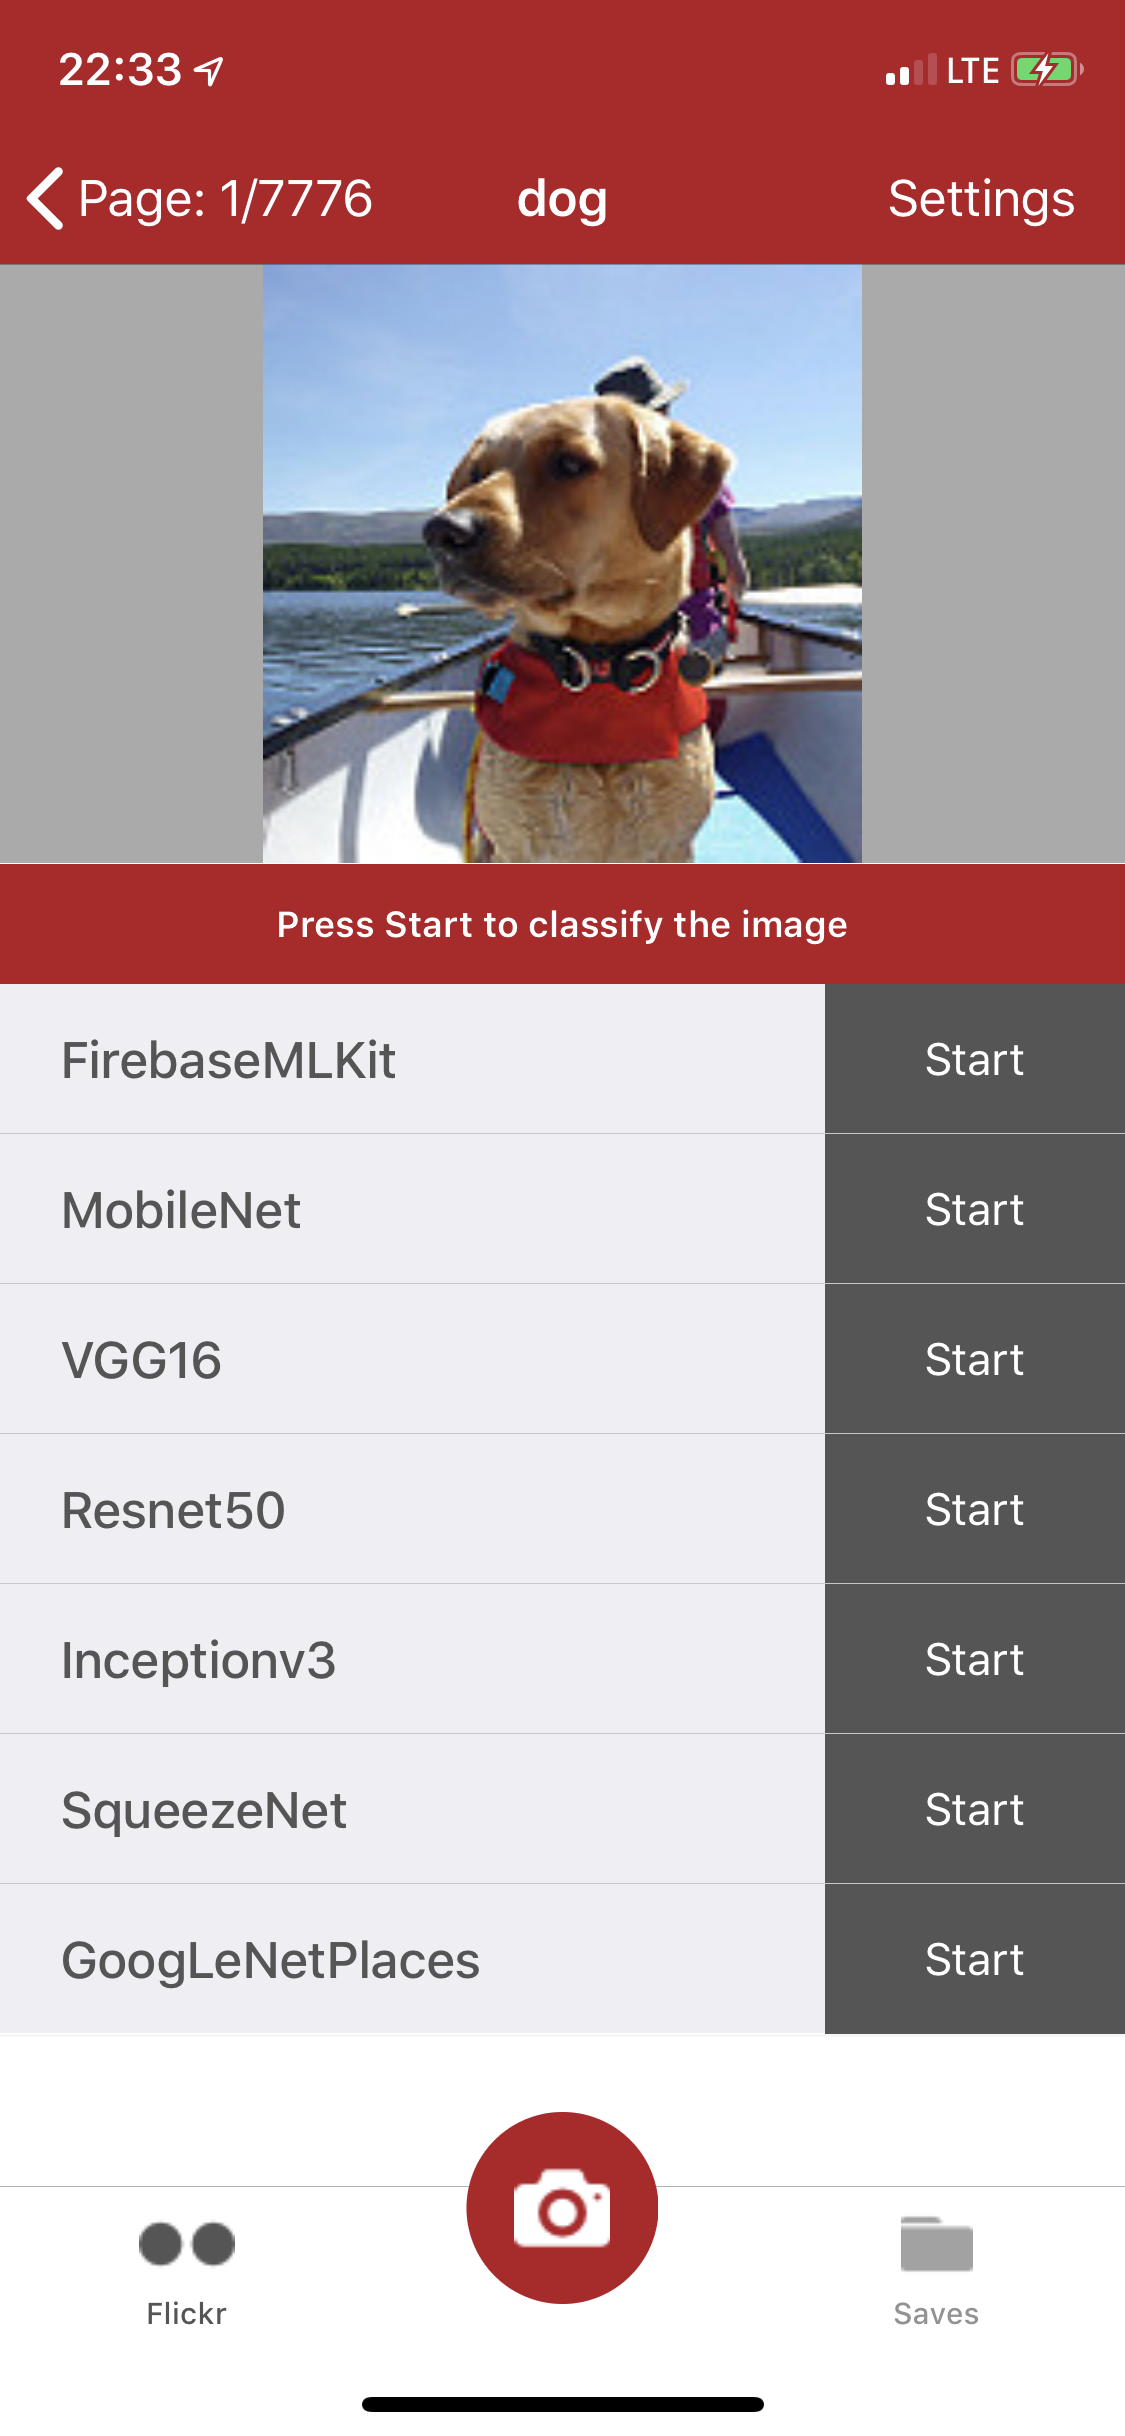 22:33 LTE
Page: 1/7776 dog Settings
Press Start to classify the image
FirebaseMLKit Start
MobileNet Start
VGG16 Start
Resnet50 Start
Inceptionv3 Start
SqueezeNet Start
GoogLeNetPlaces Start
Flickr Saves